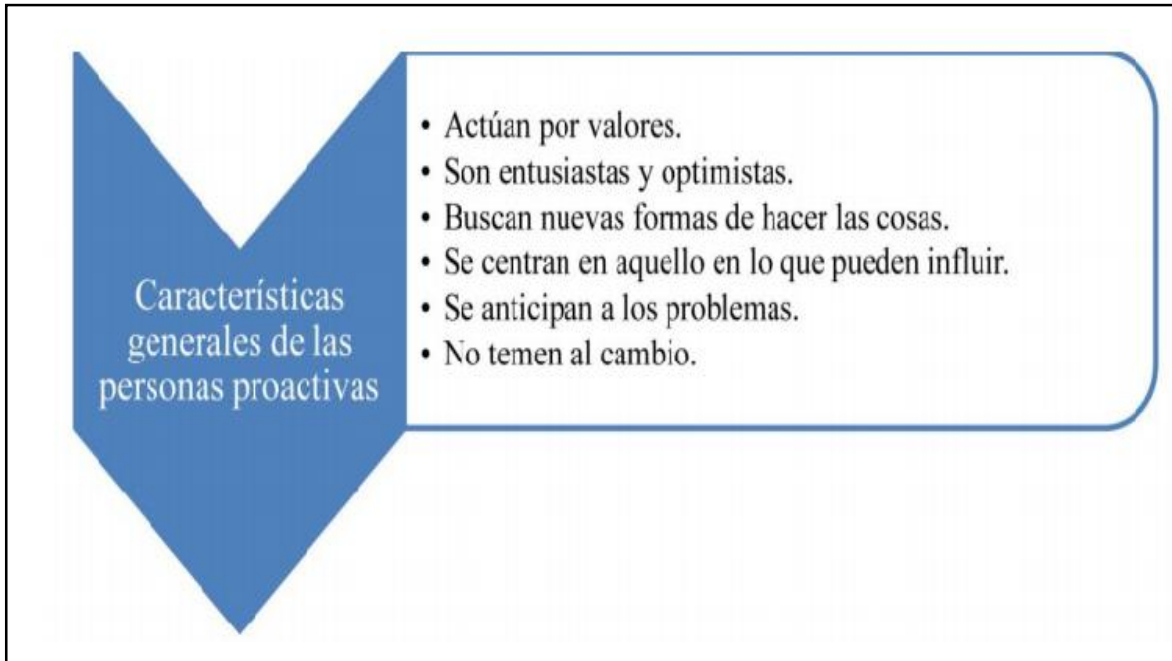 Características
generales de las
personas proactivas
• Actúan por valores.
• Son entusiastas y optimistas.
• Buscan nuevas formas de hacer las cosas.
• Se centran en aquello en lo que pueden influir.
• Se anticipan a los problemas.
• No temen al cambio.